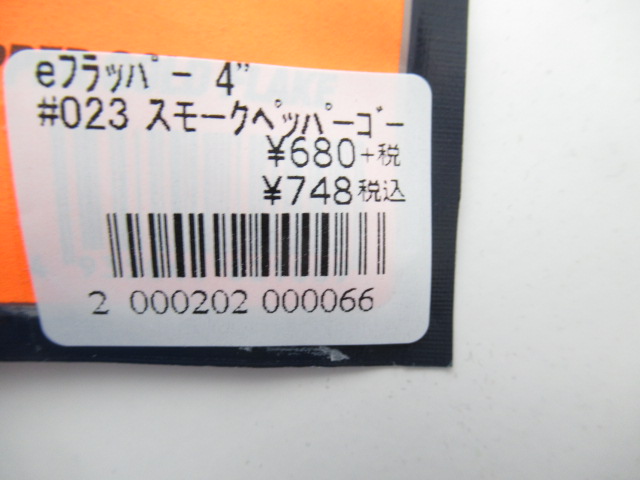 eﾌﾗｯﾊﾟｰ 4"
#023 ｽﾓｰｸﾍﾟｯﾊﾟｰｺﾞｰ
¥680+税
¥748税込
2 000202 000066